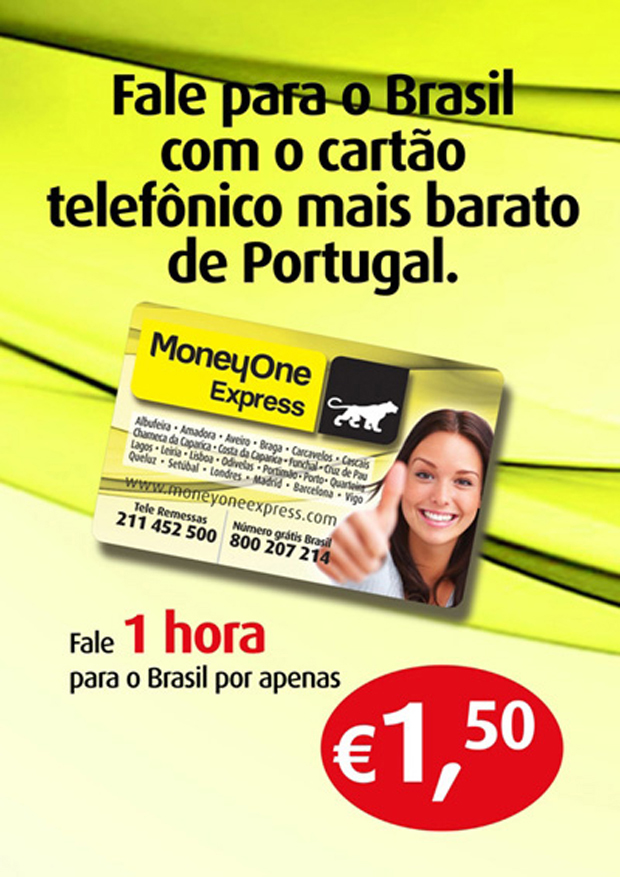 Fale para o Brasil
com o cartão
telefônico mais barato
de Portugal.
MoneyOne
Express
Albufeira • Amadora • Aveiro • Braga • Carcavelos • Cascais
Charneca da Caparica • Costa da Caparica • Funchal • Cruz de Pau
Lagos • Leiria • Lisboa • Odivelas • Portimão • Porto • Quarteira
Queluz • Setúbal • Londres • Madrid • Barcelona • Vigo
www.moneyoneexpress.com
Tele Remessas
211 452 500
Número grátis Brasil
800 207 214
Fale 1 hora
para o Brasil por apenas
€1,50